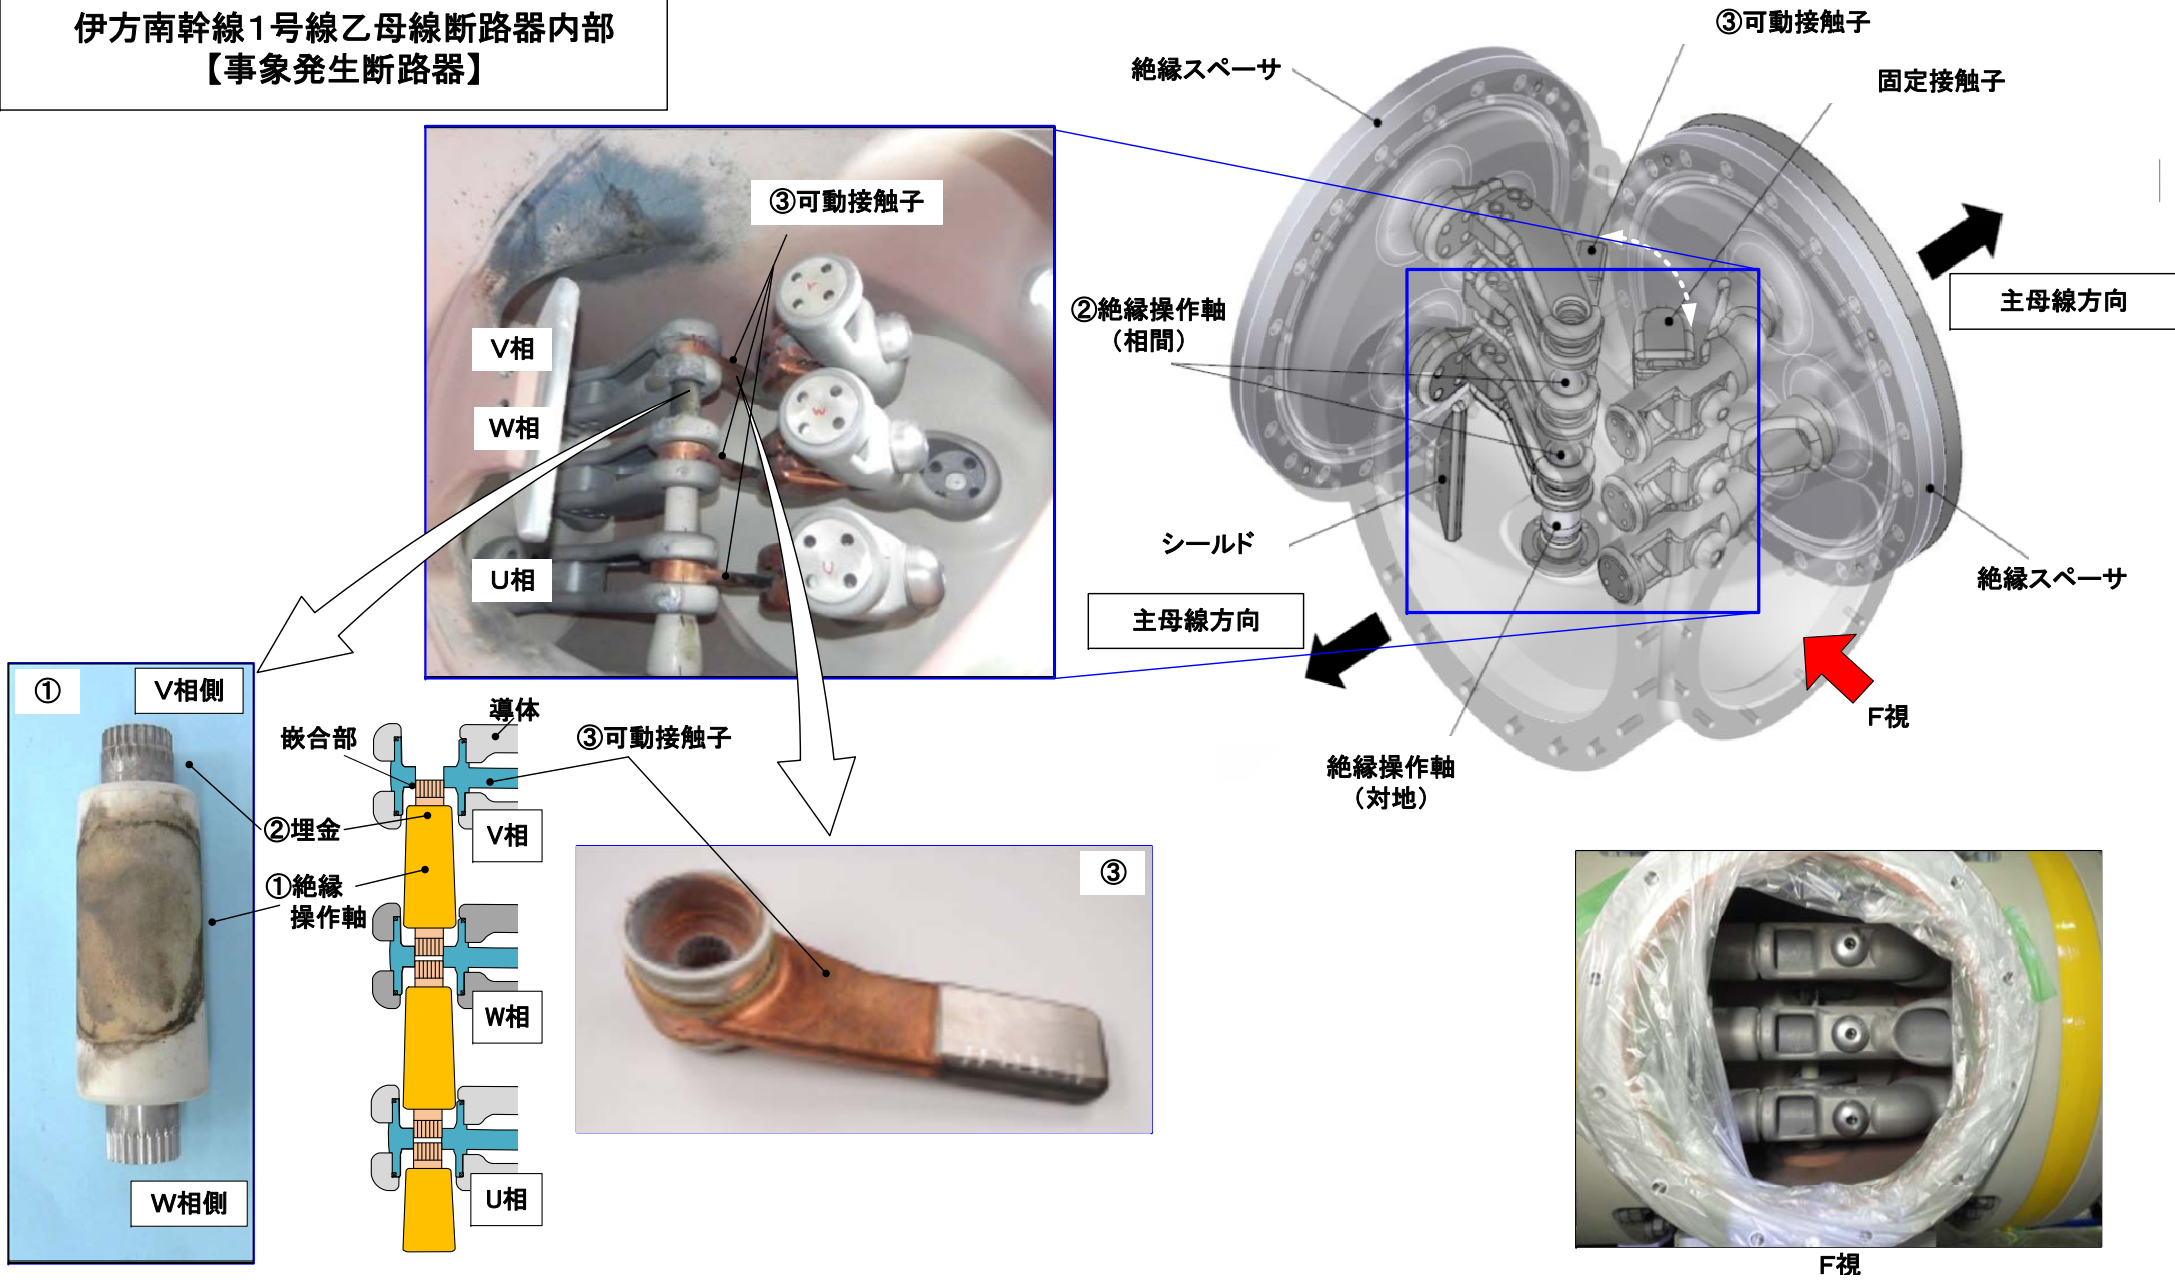 伊方南幹線1号線乙母線断路器内部
【事象発生断路器】
③可動接触子
絶縁スペーサ
固定接触子
③可動接触子
主母線方向
②絶縁操作軸
（相間）
V相
W相
シールド
U相
絶縁スペーサ
主母線方向
F視
①
V相側
導体
嵌合部
③可動接触子
絶縁操作軸
（対地）
②埋金
V相
①絶縁
操作軸
③
W相
W相側
U相
F視
V
W
U